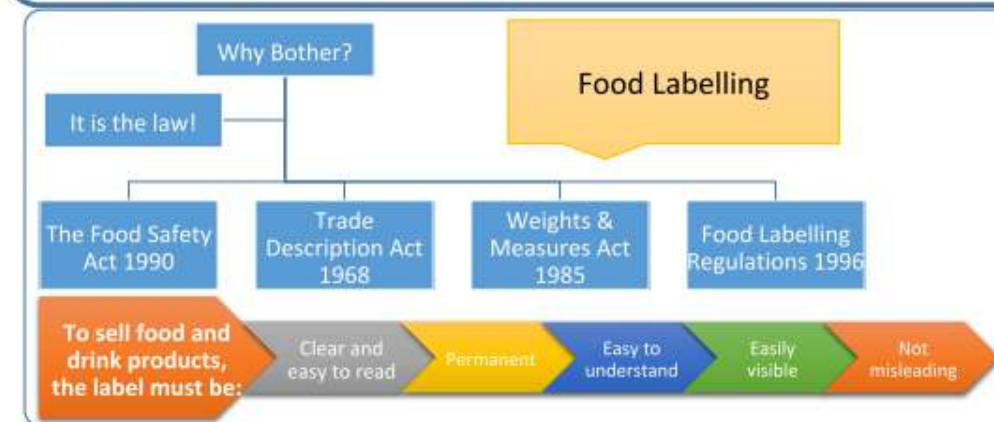 Why Bother?
Food Labelling
It is the law!
The Food Safety
Act 1990
Trade
Description Act
1968
Weights &
Measures Act
1985
Food Labelling
Regulations 1996
To sell food and
drink products,
the label must be:
Clear and
easy to read
Permanent
Easy to
understand
Easily
visible
Not
misleading